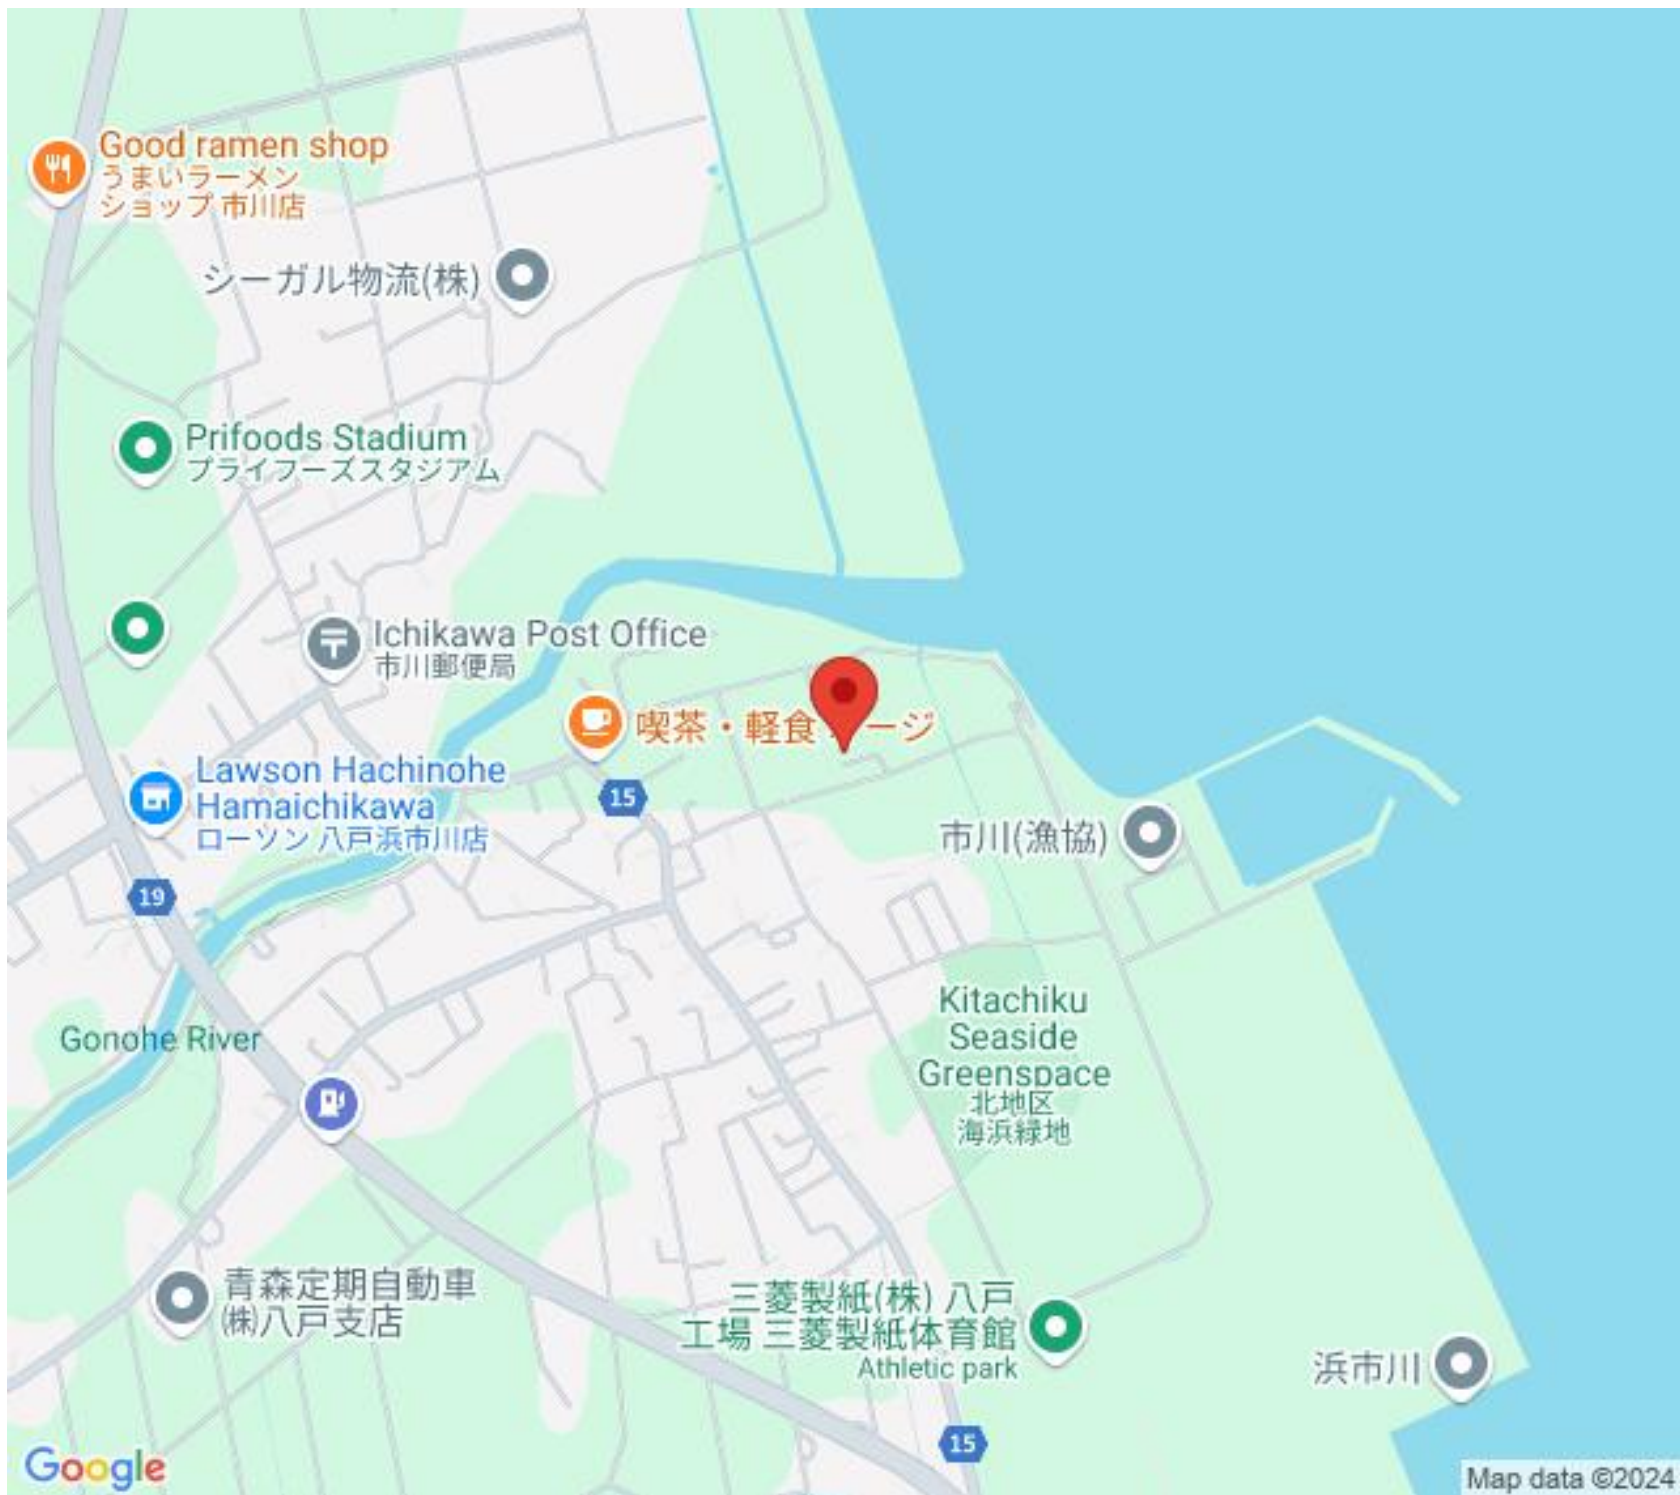 Good ramen shop
うまいラーメン
ショップ 市川店
シーガル物流(株)
Prifoods Stadium
プライフーズスタジアム
Ichikawa Post Office
市川郵便局
喫茶・軽食 ージ
15
Lawson Hachinohe
Hamaichikawa
ローソン 八戸浜市川店
市川(漁協)
19
Kitachiku
Seaside
Greenspace
北地区
海浜緑地
Gonohe River
青森定期自動車
㈱八戸支店
三菱製紙(株) 八戸
工場 三菱製紙体育館
Athletic park
浜市川
15
Google
Map data ©2024